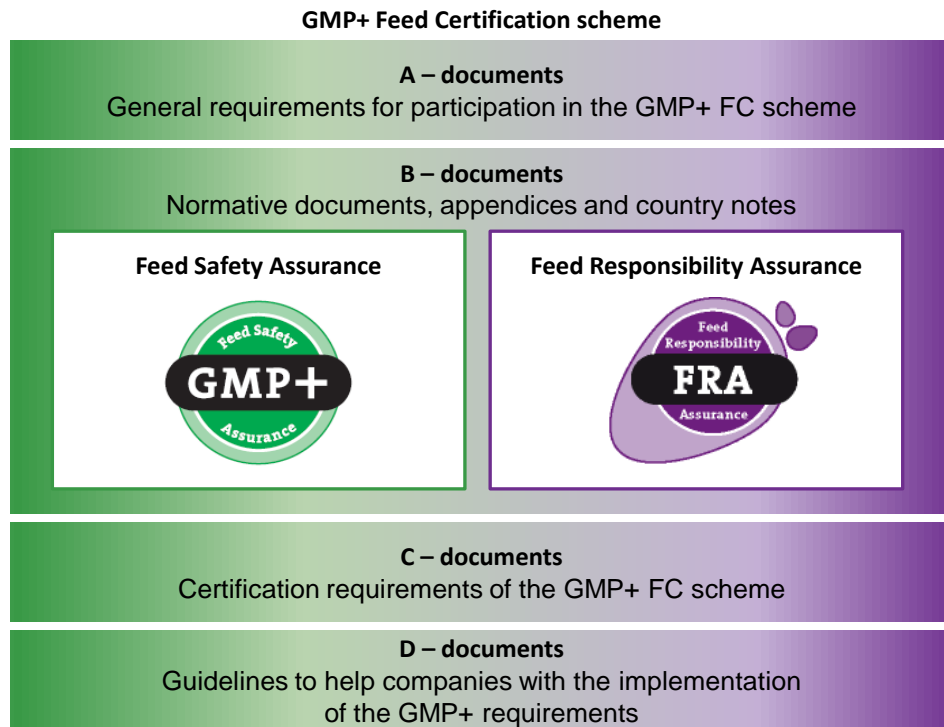 GMP+ Feed Certification scheme
A – documents
General requirements for participation in the GMP+ FC scheme
B – documents
Normative documents, appendices and country notes
Feed Safety Assurance
Feed Safety
GMP+
Assurance
Feed Responsibility Assurance
Feed
Responsibility
FRA
Assurance
C – documents
Certification requirements of the GMP+ FC scheme
D – documents
Guidelines to help companies with the implementation
of the GMP+ requirements